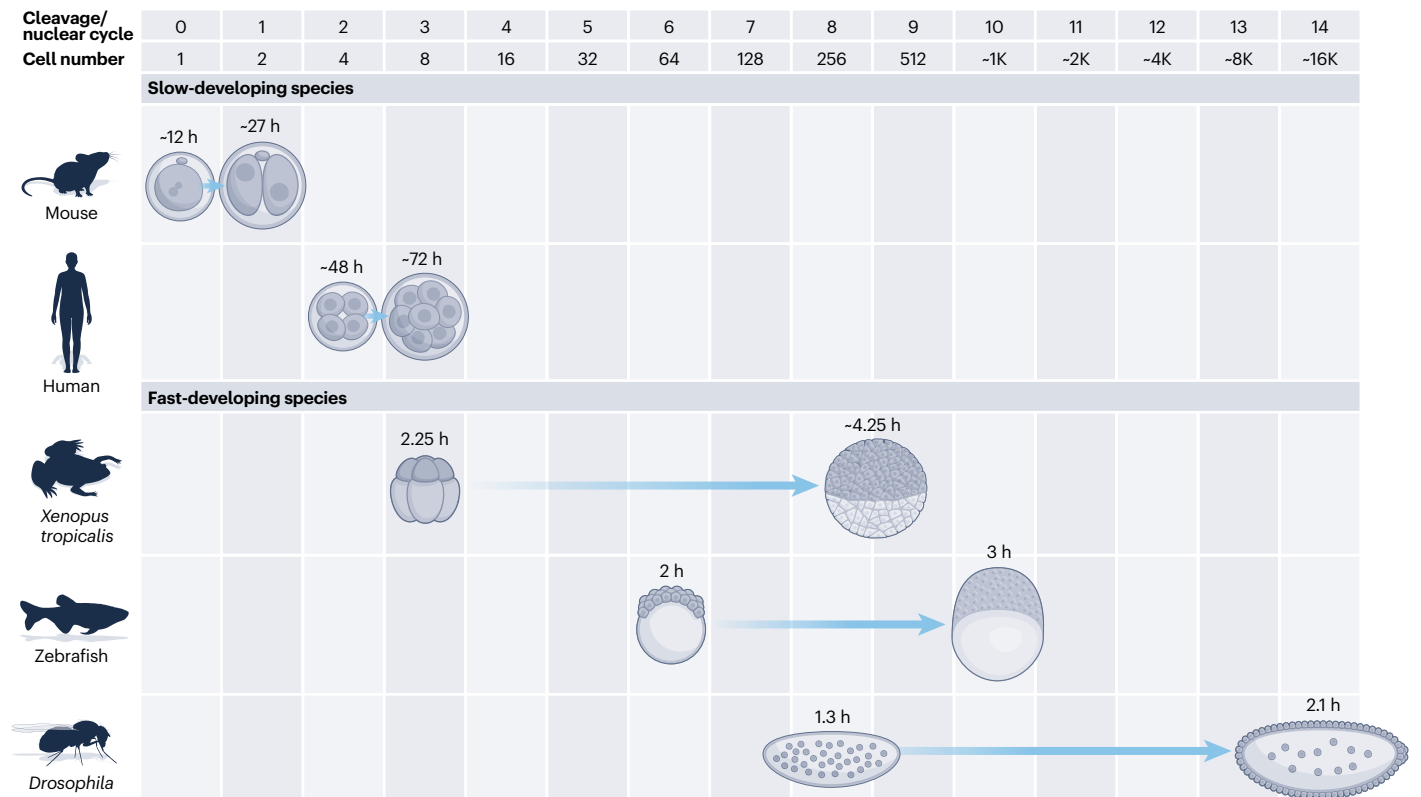 Cleavage/
nuclear cycle
0 1 2 3 4 5 6 7 8 9 10 11 12 13 14
Cell number 1 2 4 8 16 32 64 128 256 512 ~1K ~2K ~4K ~8K ~16K
Slow-developing species
~12 h ~27 h
Mouse
~48 h ~72 h
Human
Fast-developing species
2.25 h ~4.25 h
Xenopus
tropicalis
2 h 3 h
Zebrafish
1.3 h 2.1 h
Drosophila